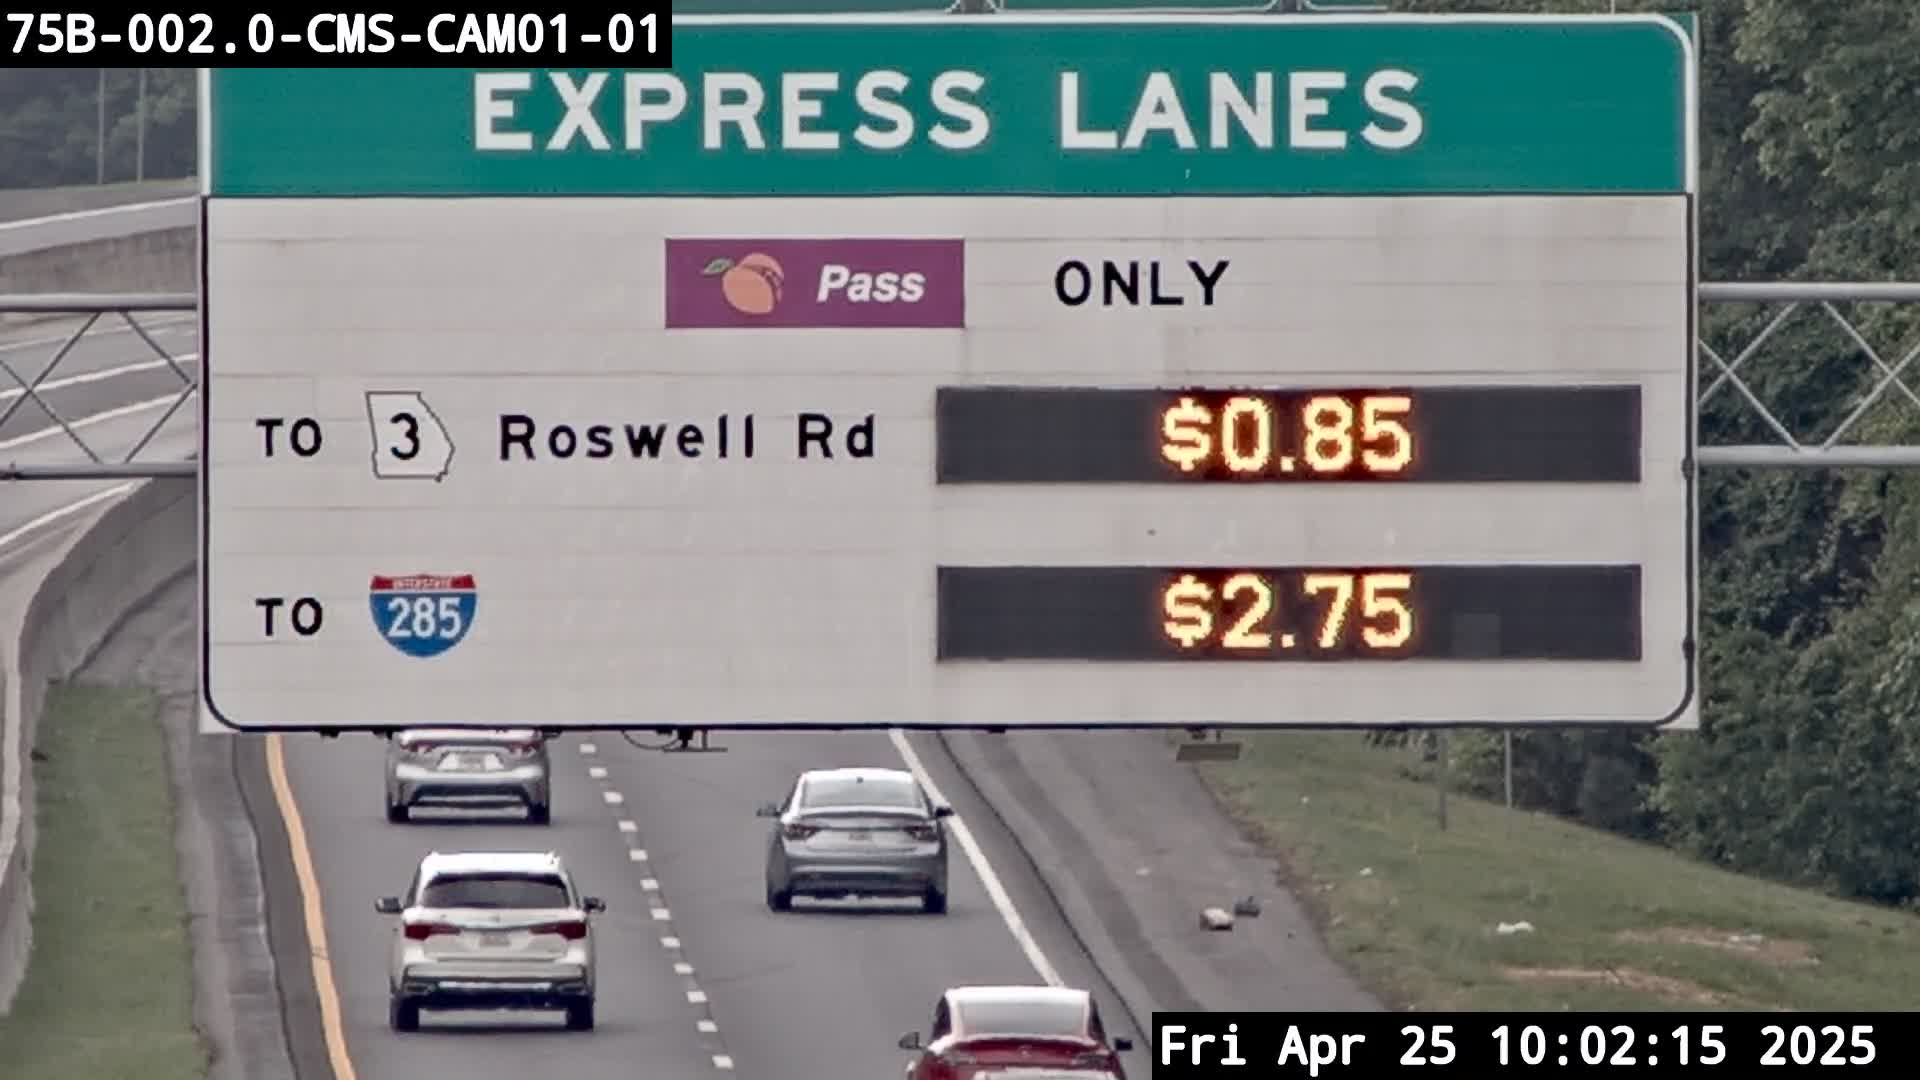 75B-002.0-CMS-CAM01-01
EXPRESS LANES
Pass ONLY
TO 3 Roswell Rd $0.85
TO INTERSTATE 285 $2.75
Fri Apr 25 10:02:15 2025